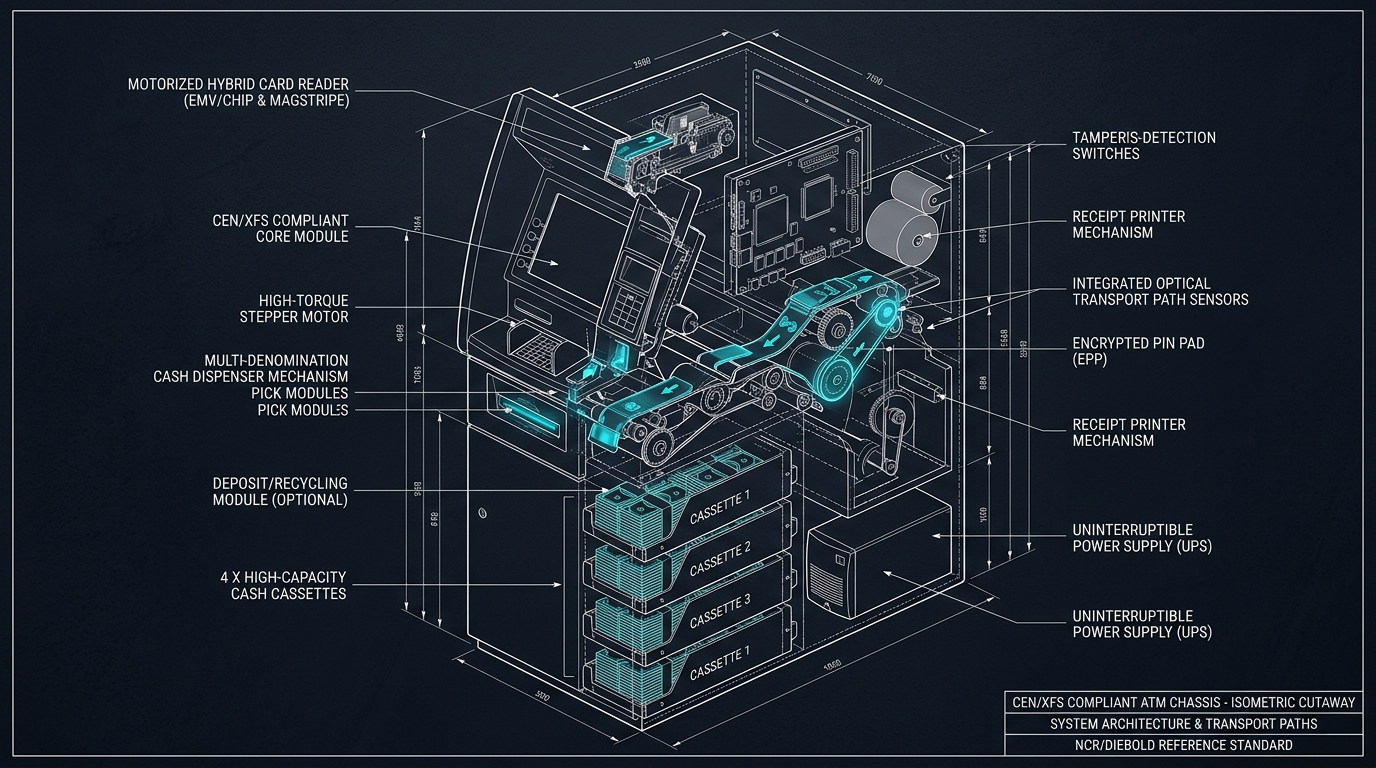 MOTORIZED HYBRID CARD READER
(EMV/CHIP & MAGSTRIPE)
CEN/XFS COMPLIANT
CORE MODULE
HIGH-TORQUE
STEPPER MOTOR
MULTI-DENOMINATION
CASH DISPENSER MECHANISM
PICK MODULES
PICK MODULES
DEPOSIT/RECYCLING
MODULE (OPTIONAL)
4 X HIGH-CAPACITY
CASH CASSETTES
CASSETTE 1
CASSETTE 2
CASSETTE 3
CASSETTE 1
TAMPERIS-DETECTION
SWITCHES
RECEIPT PRINTER
MECHANISM
INTEGRATED OPTICAL
TRANSPORT PATH SENSORS
ENCRYPTED PIN PAD
(EPP)
RECEIPT PRINTER
MECHANISM
UNINTERRUPTIBLE
POWER SUPPLY (UPS)
UNINTERRUPTIBLE
POWER SUPPLY (UPS)
CEN/XFS COMPLIANT ATM CHASSIS - ISOMETRIC CUTAWAY
SYSTEM ARCHITECTURE & TRANSPORT PATHS
NCR/DIEBOLD REFERENCE STANDARD